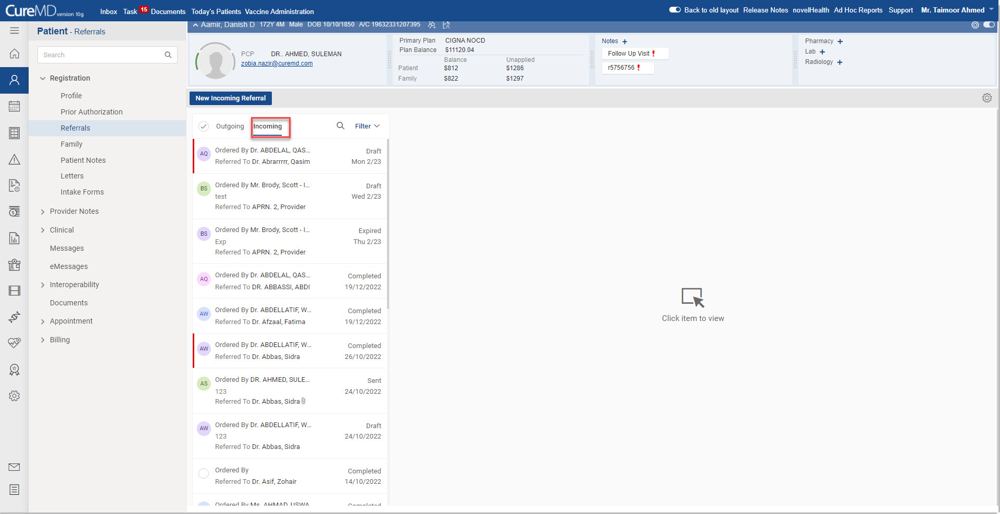 CureMD version 10g
Inbox Task 15 Documents Today's Patients Vaccine Administration
Back to old layout Release Notes novelHealth Ad Hoc Reports Support Mr. Taimoor Ahmed
Patient - Referrals
Search
Registration
Profile
Prior Authorization
Referrals
Family
Patient Notes
Letters
Intake Forms
Provider Notes
Clinical
Messages
eMessages
Interoperability
Documents
Appointment
Billing
Aamir, Danish D 172Y 4M Male DOB 10/10/1850 A/C 19632331207395
PCP DR.. AHMED, SULEMAN
zobia.nazir@curemd.com
Primary Plan CIGNA NOCD
Plan Balance $11120.04
Balance Unapplied
Patient $812 $1286
Family $822 $1297
Notes +
Follow Up Visit !
r5756756 !
Pharmacy +
Lab +
Radiology +
New Incoming Referral
Outgoing Incoming Filter
AQ
Ordered By Dr. ABDELAL, QAS... Draft
Referred To Dr. Abrarrrrr, Qasim Mon 2/23
BS
Ordered By Mr. Brody, Scott - I... Draft
test Wed 2/23
Referred To APRN. 2, Provider
BS
Ordered By Mr. Brody, Scott - I... Expired
Exp Thu 2/23
Referred To APRN. 2, Provider
AQ
Ordered By Dr. ABDELAL, QAS... Completed
Referred To DR. ABBASSI, ABDI 19/12/2022
AW
Ordered By Dr. ABDELLATIF, W... Completed
Referred To Dr. Afzaal, Fatima 19/12/2022
AW
Ordered By Dr. ABDELLATIF, W... Completed
Referred To Dr. Abbas, Sidra 26/10/2022
AS
Ordered By DR. AHMED, SULE... Sent
123 24/10/2022
Referred To Dr. Abbas, Sidra
AW
Ordered By Dr. ABDELLATIF, W... Draft
123 24/10/2022
Referred To Dr. Abbas, Sidra
Ordered By Completed
Referred To Dr. Asif, Zohair 14/10/2022
Ordered By Ms. AHMAD, USWA Completed
Click item to view